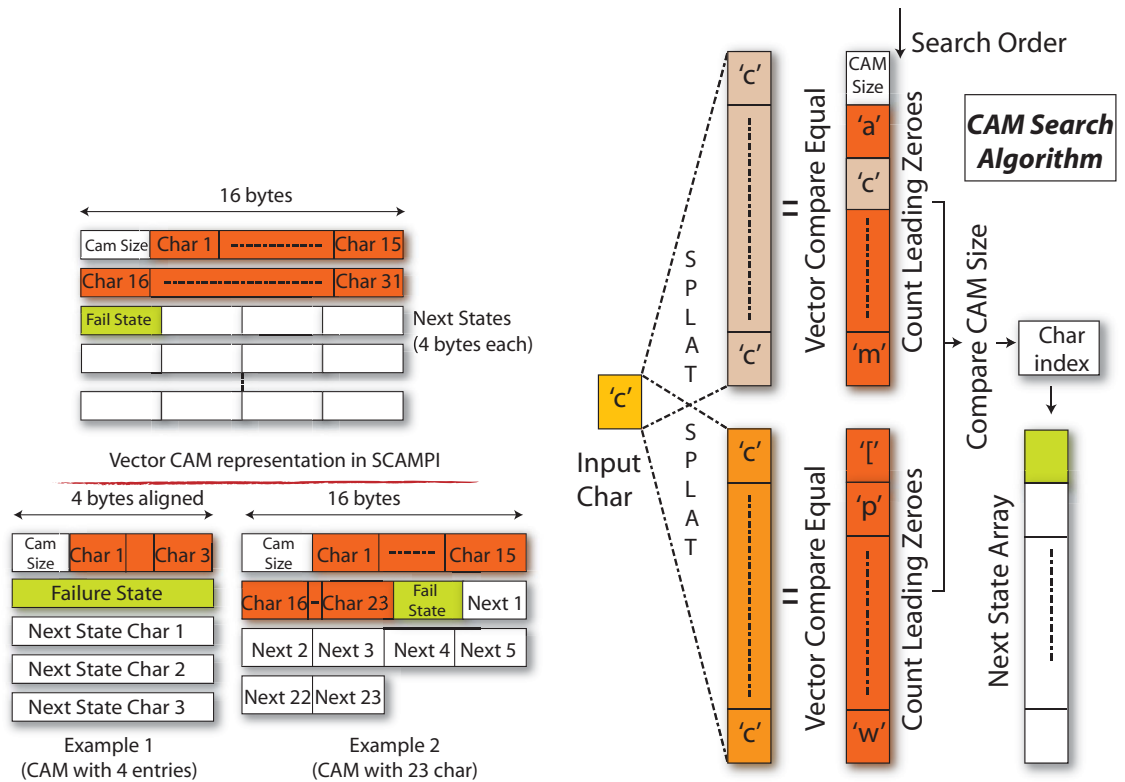 16 bytes
Cam Size
Char 1
Char 15
Char 16
Char 31
Fail State
Next States
(4 bytes each)
Vector CAM representation in SCAMPI
4 bytes aligned
Cam
Size
Char 1
Char 3
Failure State
Next State Char 1
Next State Char 2
Next State Char 3
Example 1
(CAM with 4 entries)
16 bytes
Cam
Size
Char 1
Char 15
Char 16
Char 23
Fail
State
Next 1
Next 2
Next 3
Next 4
Next 5
Next 22
Next 23
Example 2
(CAM with 23 char)
'c'
Input
Char
SPLAT
SPLAT
'c'
'c'
'c'
'c'
=
=
Vector Compare Equal
Vector Compare Equal
Search Order
CAM
Size
'a'
'c'
'm'
'['
'p'
'w'
Count Leading Zeroes
Count Leading Zeroes
CAM Search
Algorithm
Compare CAM Size
Char
index
Next State Array